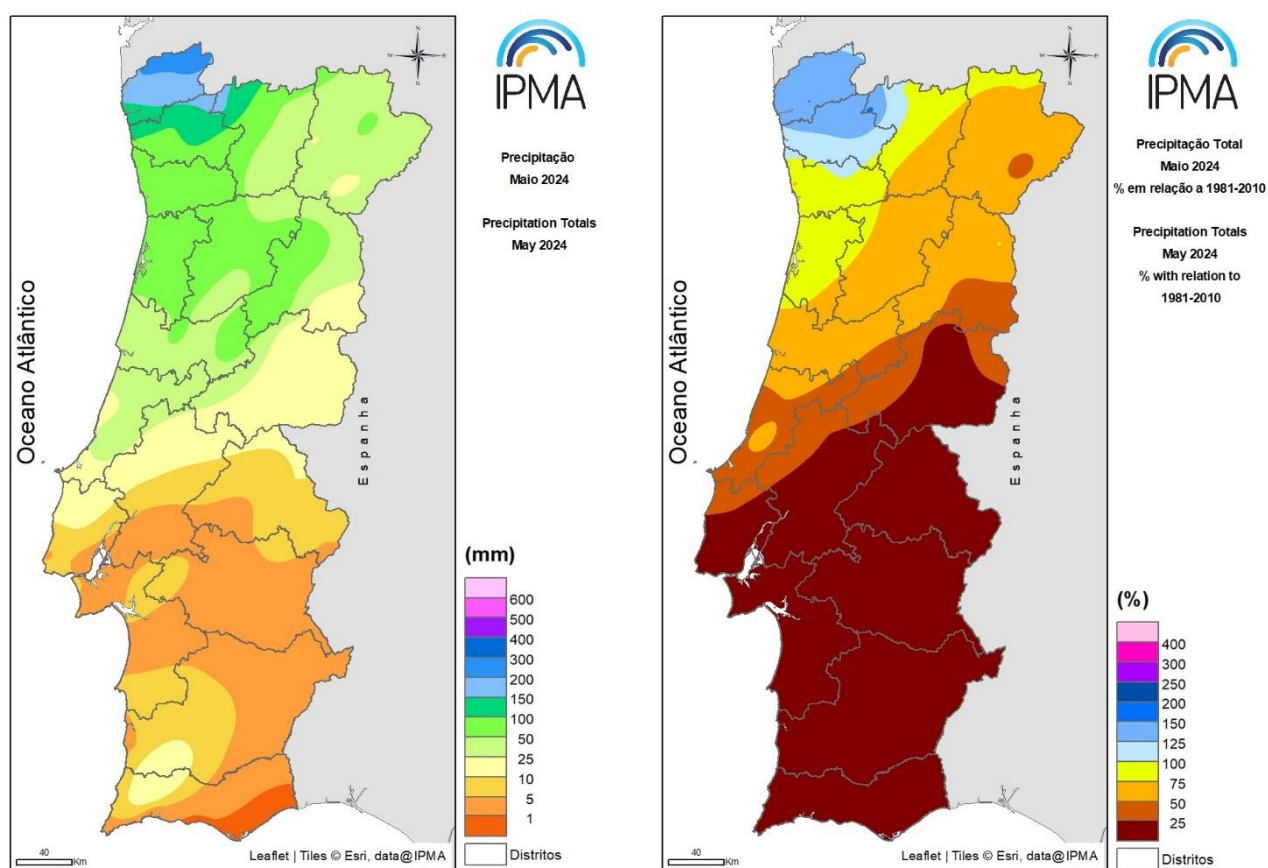 IPMA
Precipitação
Maio 2024
Precipitation Totals
May 2024
Oceano Atlântico
Espanha
N
W
E
S
(mm)
600
500
400
300
200
150
100
50
25
10
5
1
Distritos
40
Km
Leaflet | Tiles © Esri, data@IPMA
IPMA
Precipitação Total
Maio 2024
% em relação a 1981-2010
Precipitation Totals
May 2024
% with relation to
1981-2010
Oceano Atlântico
Espanha
N
W
E
S
(%)
400
300
250
200
150
125
100
75
50
25
Distritos
40
Km
Leaflet | Tiles © Esri, data@IPMA